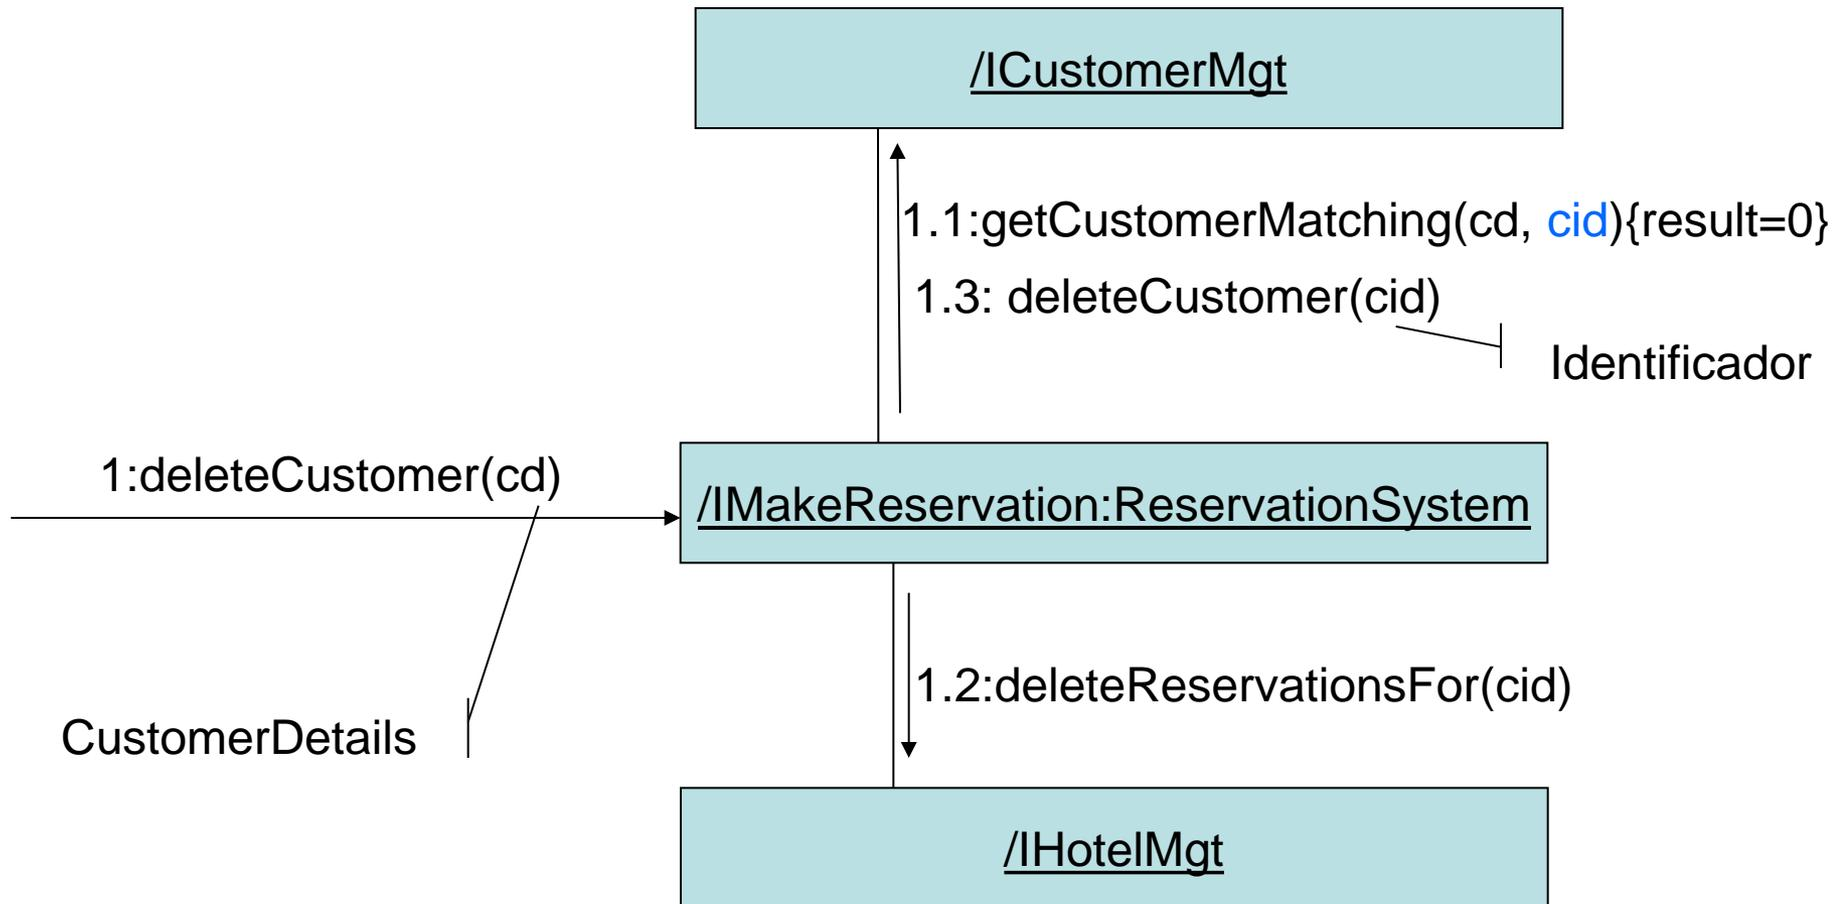 /ICustomerMgt
1.1:getCustomerMatching(cd, cid){result=0}
1.3: deleteCustomer(cid)
Identificador
1:deleteCustomer(cd)
/IMakeReservation:ReservationSystem
1.2:deleteReservationsFor(cid)
CustomerDetails
/IHotelMgt